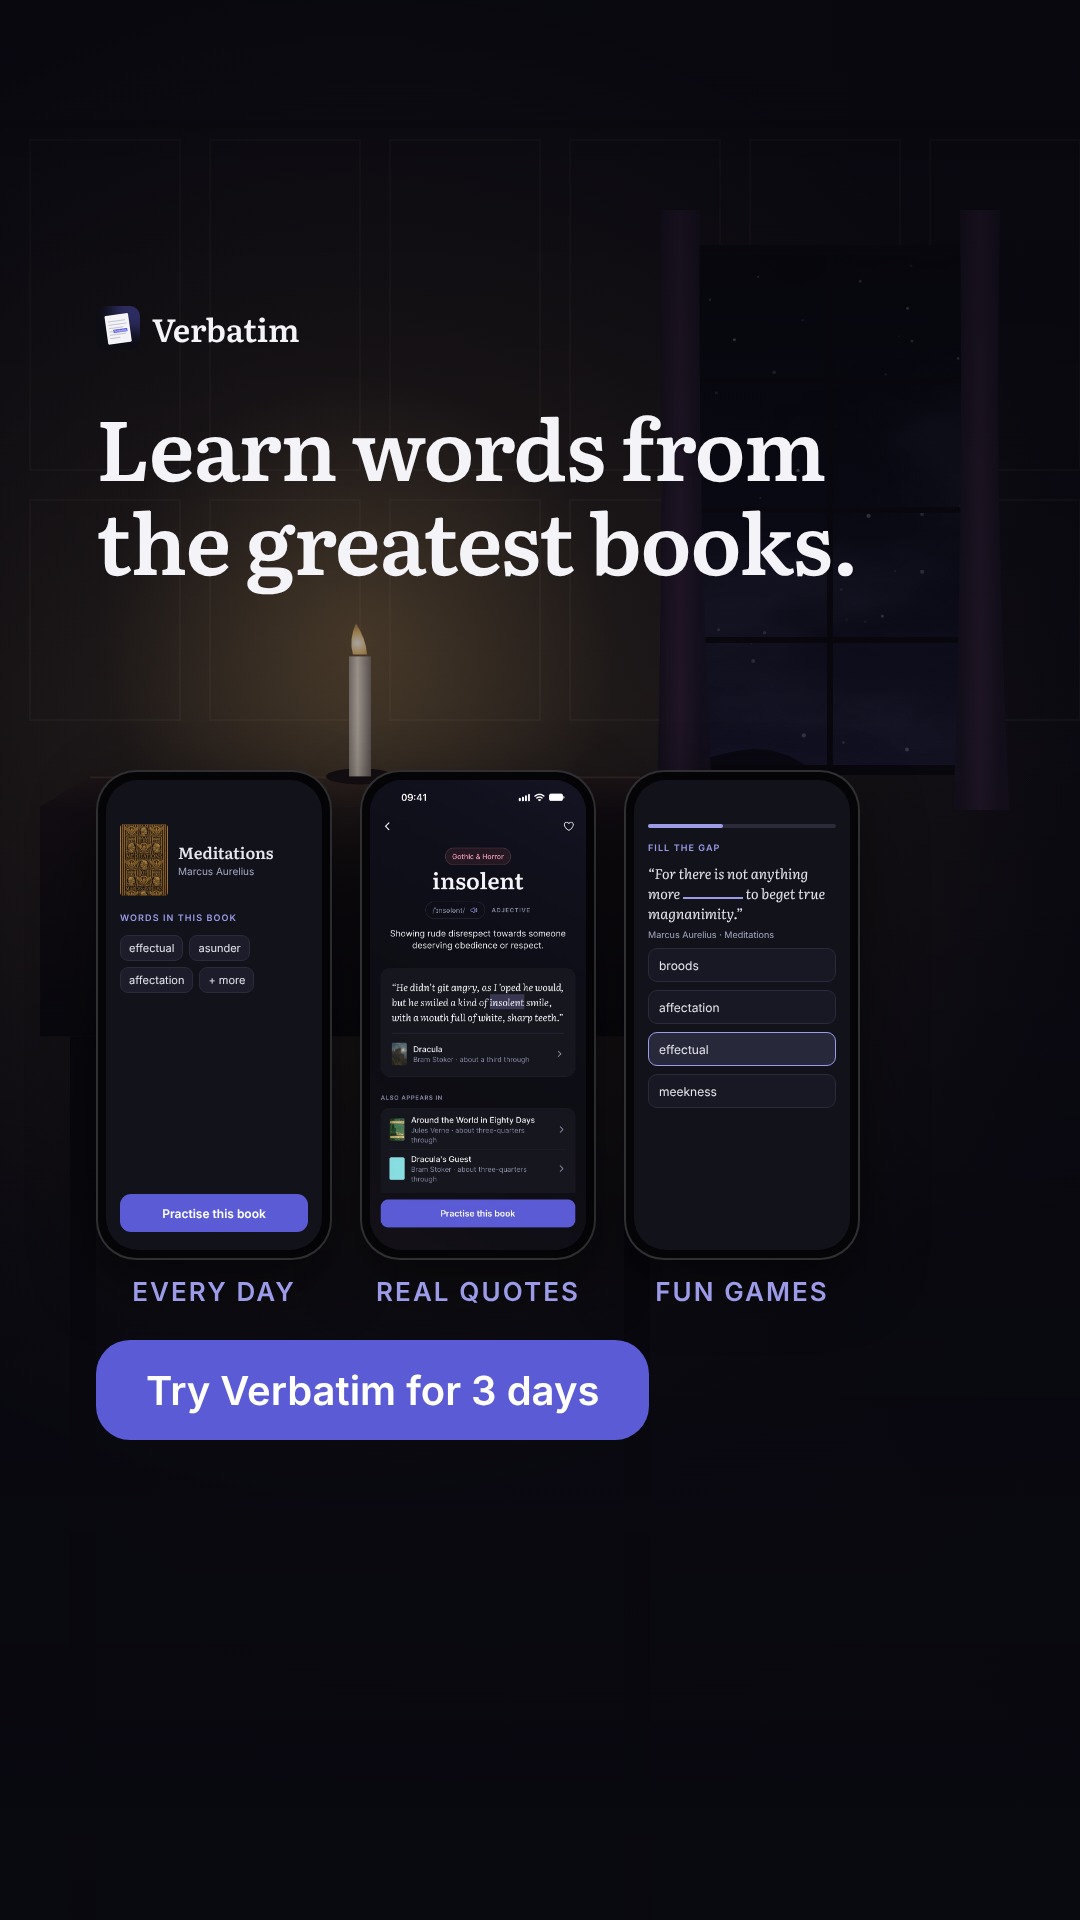 Verbatim
Learn words from
the greatest books.
Meditations
Marcus Aurelius
WORDS IN THIS BOOK
effectual asunder
affectation + more
Practise this book
EVERY DAY
09:41
Gothic & Horror
insolent
/ˈɪnsələnt/ ADJECTIVE
Showing rude disrespect towards someone
deserving obedience or respect.
“He didn't git angry, as I 'oped he would,
but he smiled a kind of insolent smile,
with a mouth full of white, sharp teeth.”
Dracula
Bram Stoker · about a third through
ALSO APPEARS IN
Around the World in Eighty Days
Jules Verne · about three-quarters
through
Dracula's Guest
Bram Stoker · about three-quarters
through
Practise this book
REAL QUOTES
FILL THE GAP
“For there is not anything
more ______ to beget true
magnanimity.”
Marcus Aurelius · Meditations
broods
affectation
effectual
meekness
FUN GAMES
Try Verbatim for 3 days